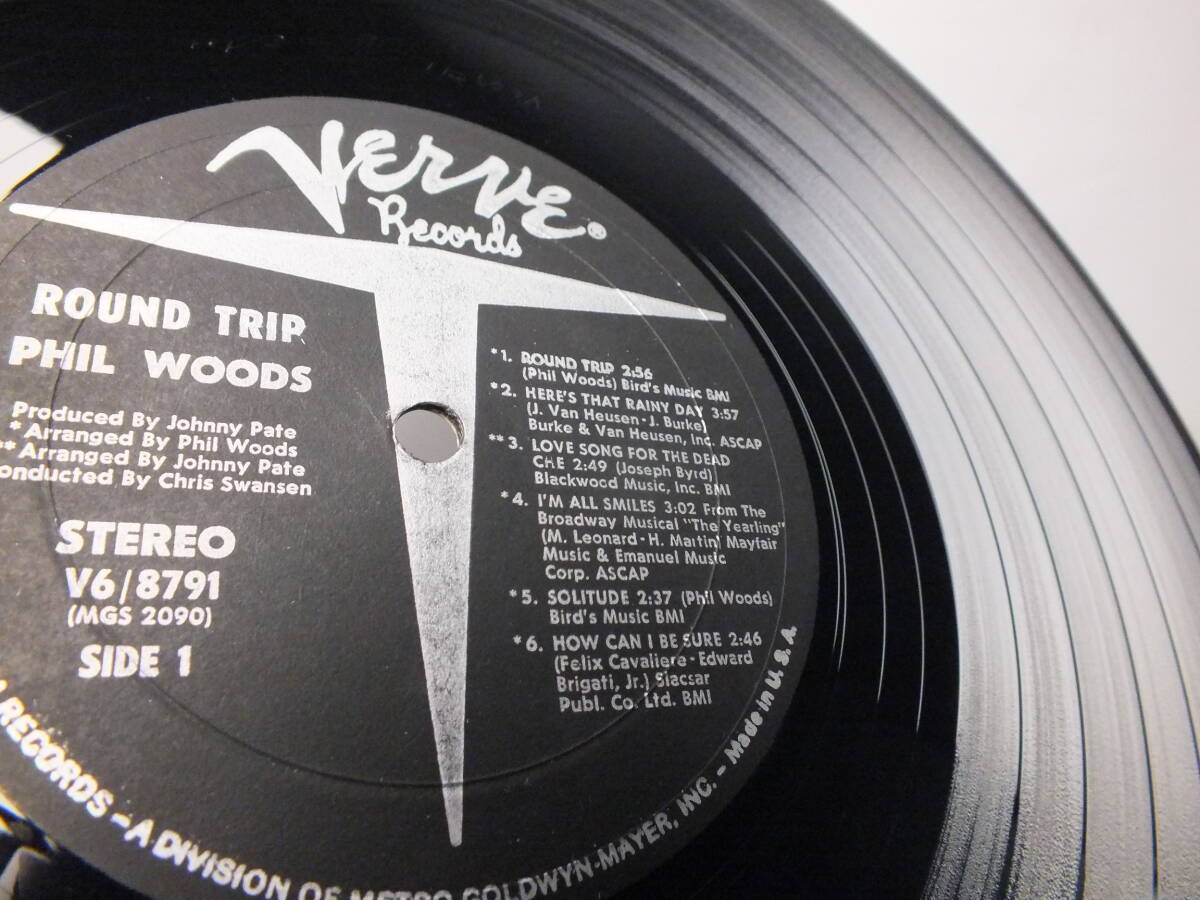 VERVE®
Records
ROUND TRIP
PHIL WOODS
Produced By Johnny Pate
* Arranged By Phil Woods
** Arranged By Johnny Pate
onducted By Chris Swansen
STEREO
V6/8791
(MGS 2090)
SIDE 1
*1. ROUND TRIP 2:56
(Phil Woods) Bird's Music BMI
*2. HERE'S THAT RAINY DAY 3:57
(J. Van Heusen-J. Burke)
Burke & Van Heusen, Inc. ASCAP
**3. LOVE SONG FOR THE DEAD
CHE 2:49 (Joseph Byrd)
Blackwood Music, Inc. BMI
*4. I'M ALL SMILES 3:02 From The
Broadway Musical "The Yearling"
(M. Leonard-H. Martin) Mayfair
Music & Emanuel Music
Corp. ASCAP
*5. SOLITUDE 2:37 (Phil Woods)
Bird's Music BMI
*6. HOW CAN I BE SURE 2:46
(Felix Cavaliere-Edward
Brigati, Jr.) Slacsar
Publ. Co. Ltd. BMI
RECORDS – A DIVISION OF METRO-GOLDWYN-MAYER, INC. – Made in U.S.A.